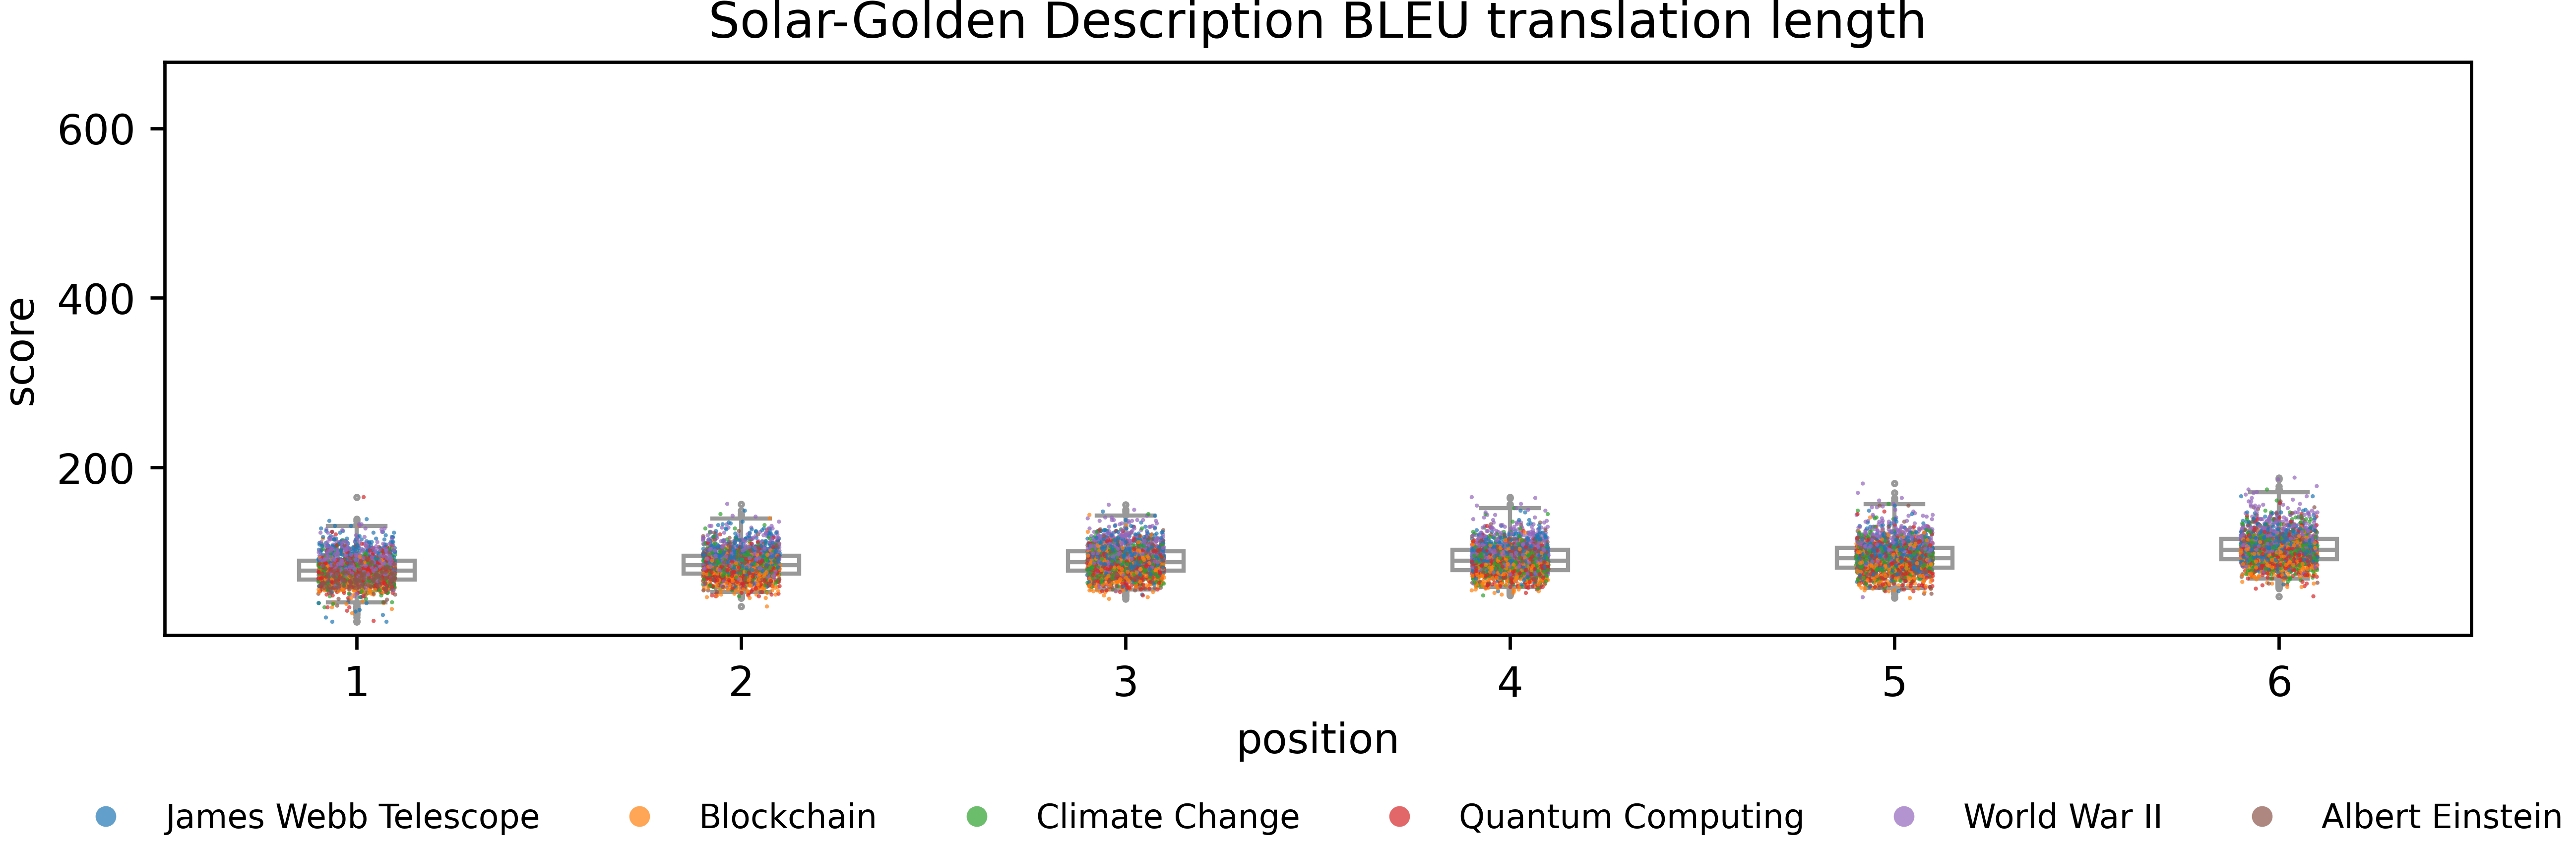 Solar-Golden Description BLEU translation length
600
400
200
score
1 2 3 4 5 6
position
James Webb Telescope Blockchain Climate Change Quantum Computing World War II Albert Einstein